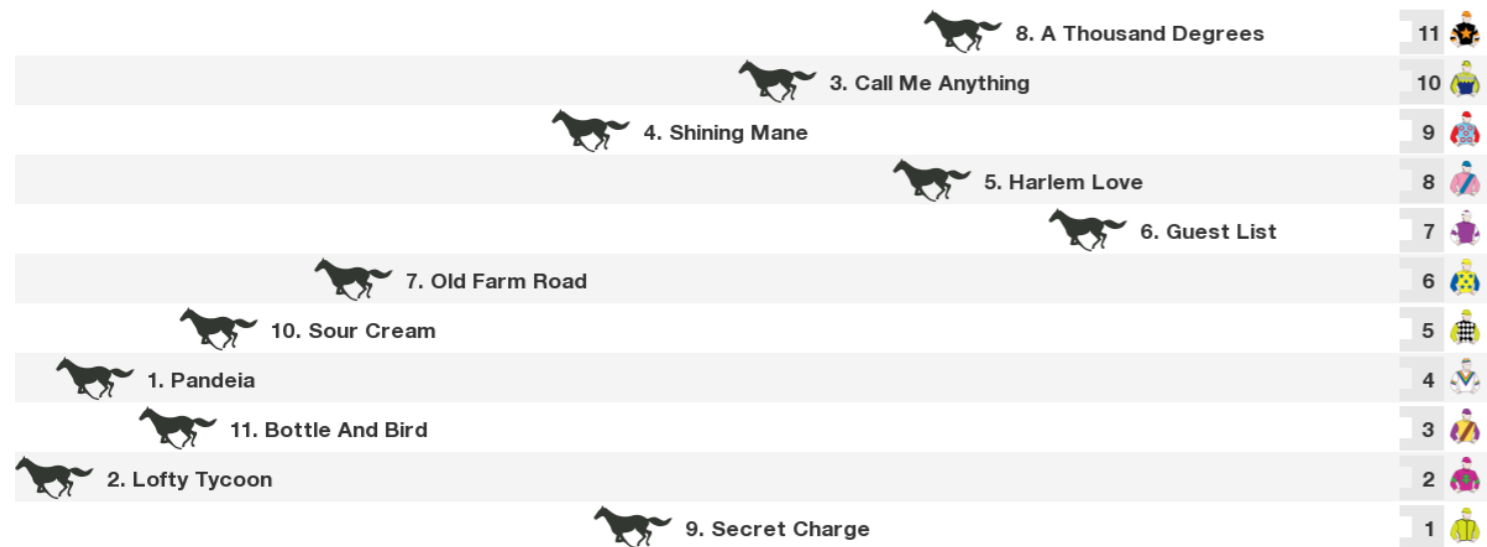 8. A Thousand Degrees 11
3. Call Me Anything 10
4. Shining Mane 9
5. Harlem Love 8
6. Guest List 7
7. Old Farm Road 6
10. Sour Cream 5
1. Pandeia 4
11. Bottle And Bird 3
2. Lofty Tycoon 2
9. Secret Charge 1